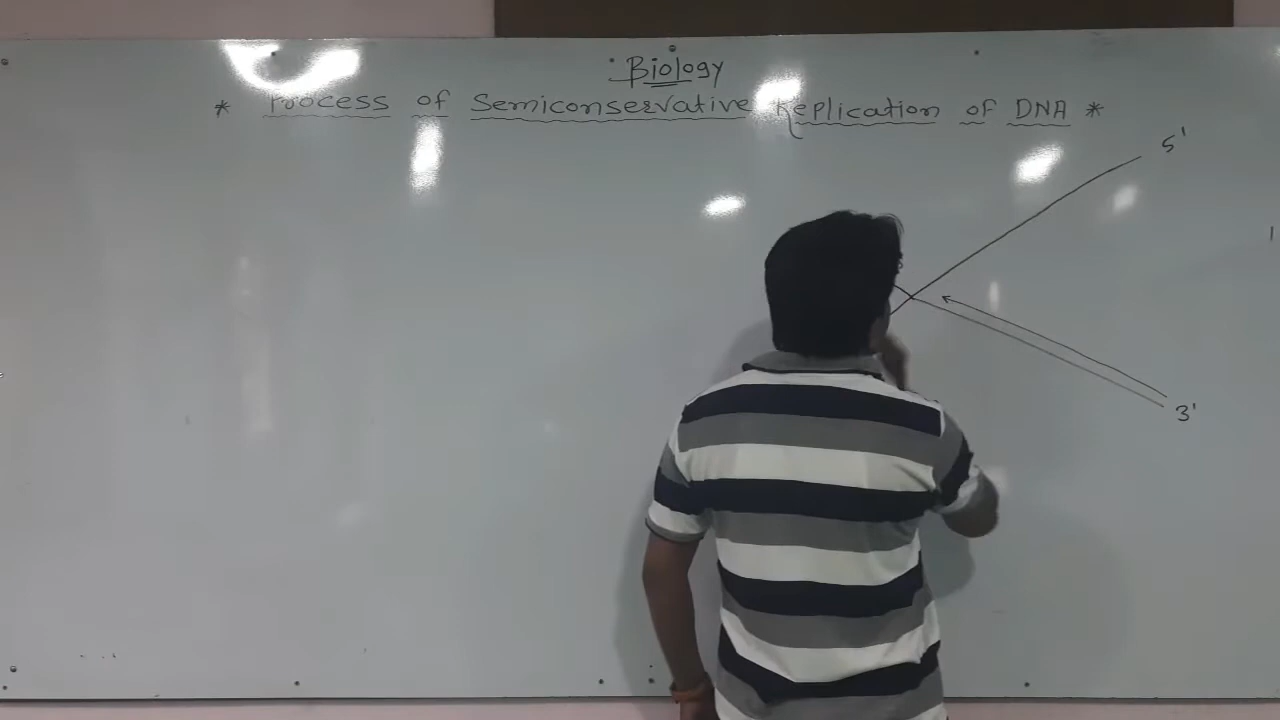 Biology
* Process of Semiconservative Replication of DNA *
5'
3'